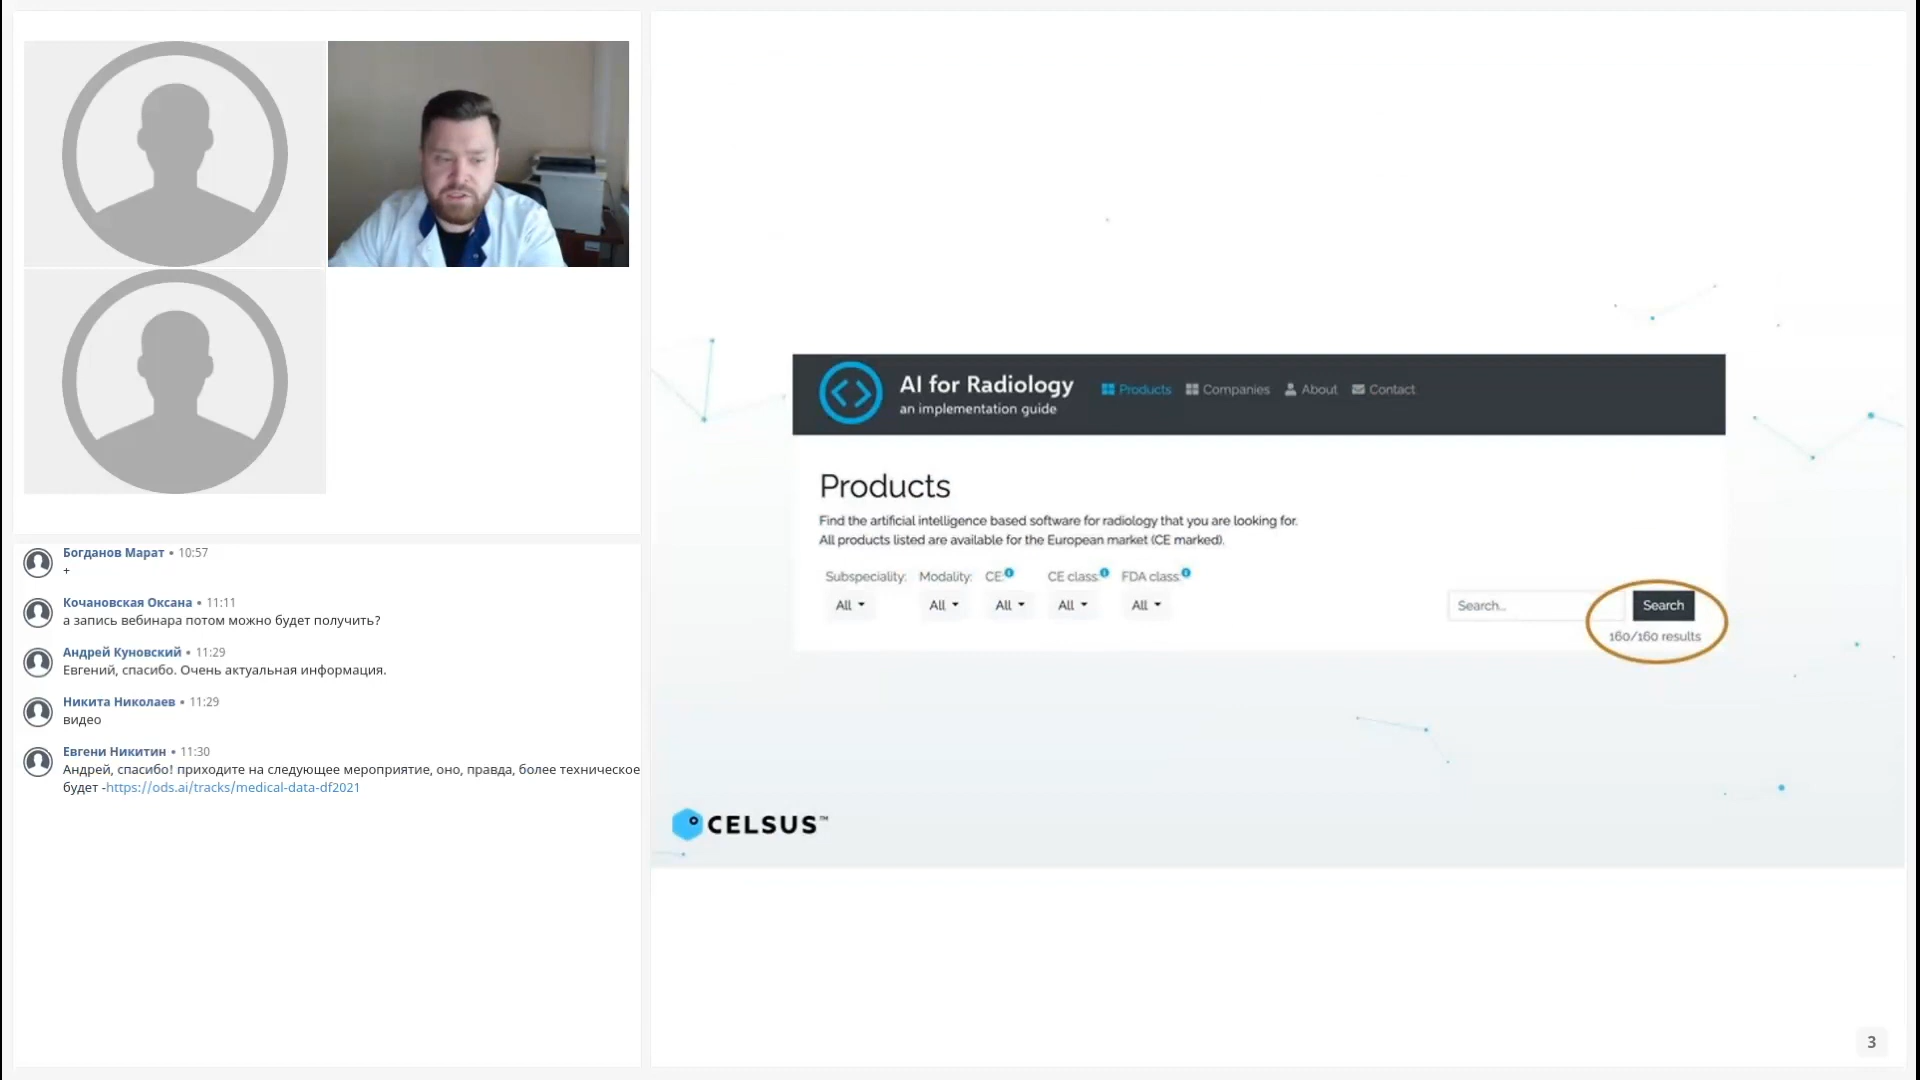 Богданов Марат • 10:57
+
Кочановская Оксана • 11:11
а запись вебинара потом можно будет получить?
Андрей Куновский • 11:29
Евгений, спасибо. Очень актуальная информация.
Никита Николаев • 11:29
видео
Евгени Никитин • 11:30
Андрей, спасибо! приходите на следующее мероприятие, оно, правда, более техническое
будет -https://ods.ai/tracks/medical-data-df2021
AI for Radiology
an implementation guide
Products Companies About Contact
Products
Find the artificial intelligence based software for radiology that you are looking for.
All products listed are available for the European market (CE marked).
Subspeciality: Modality: CE: CE class: FDA class:
All All All All All
Search... Search
160/160 results
CELSUS™
3